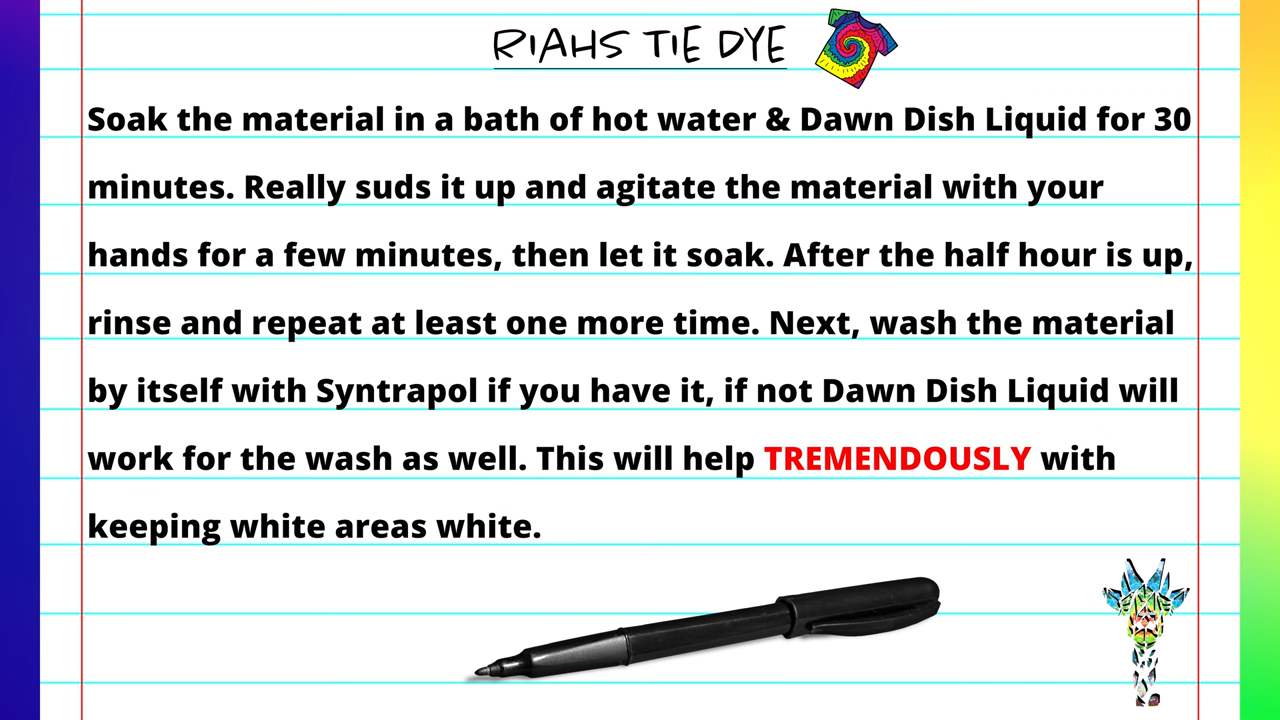 RIAHS TIE DYE
Soak the material in a bath of hot water & Dawn Dish Liquid for 30
minutes. Really suds it up and agitate the material with your
hands for a few minutes, then let it soak. After the half hour is up,
rinse and repeat at least one more time. Next, wash the material
by itself with Syntrapol if you have it, if not Dawn Dish Liquid will
work for the wash as well. This will help TREMENDOUSLY with
keeping white areas white.